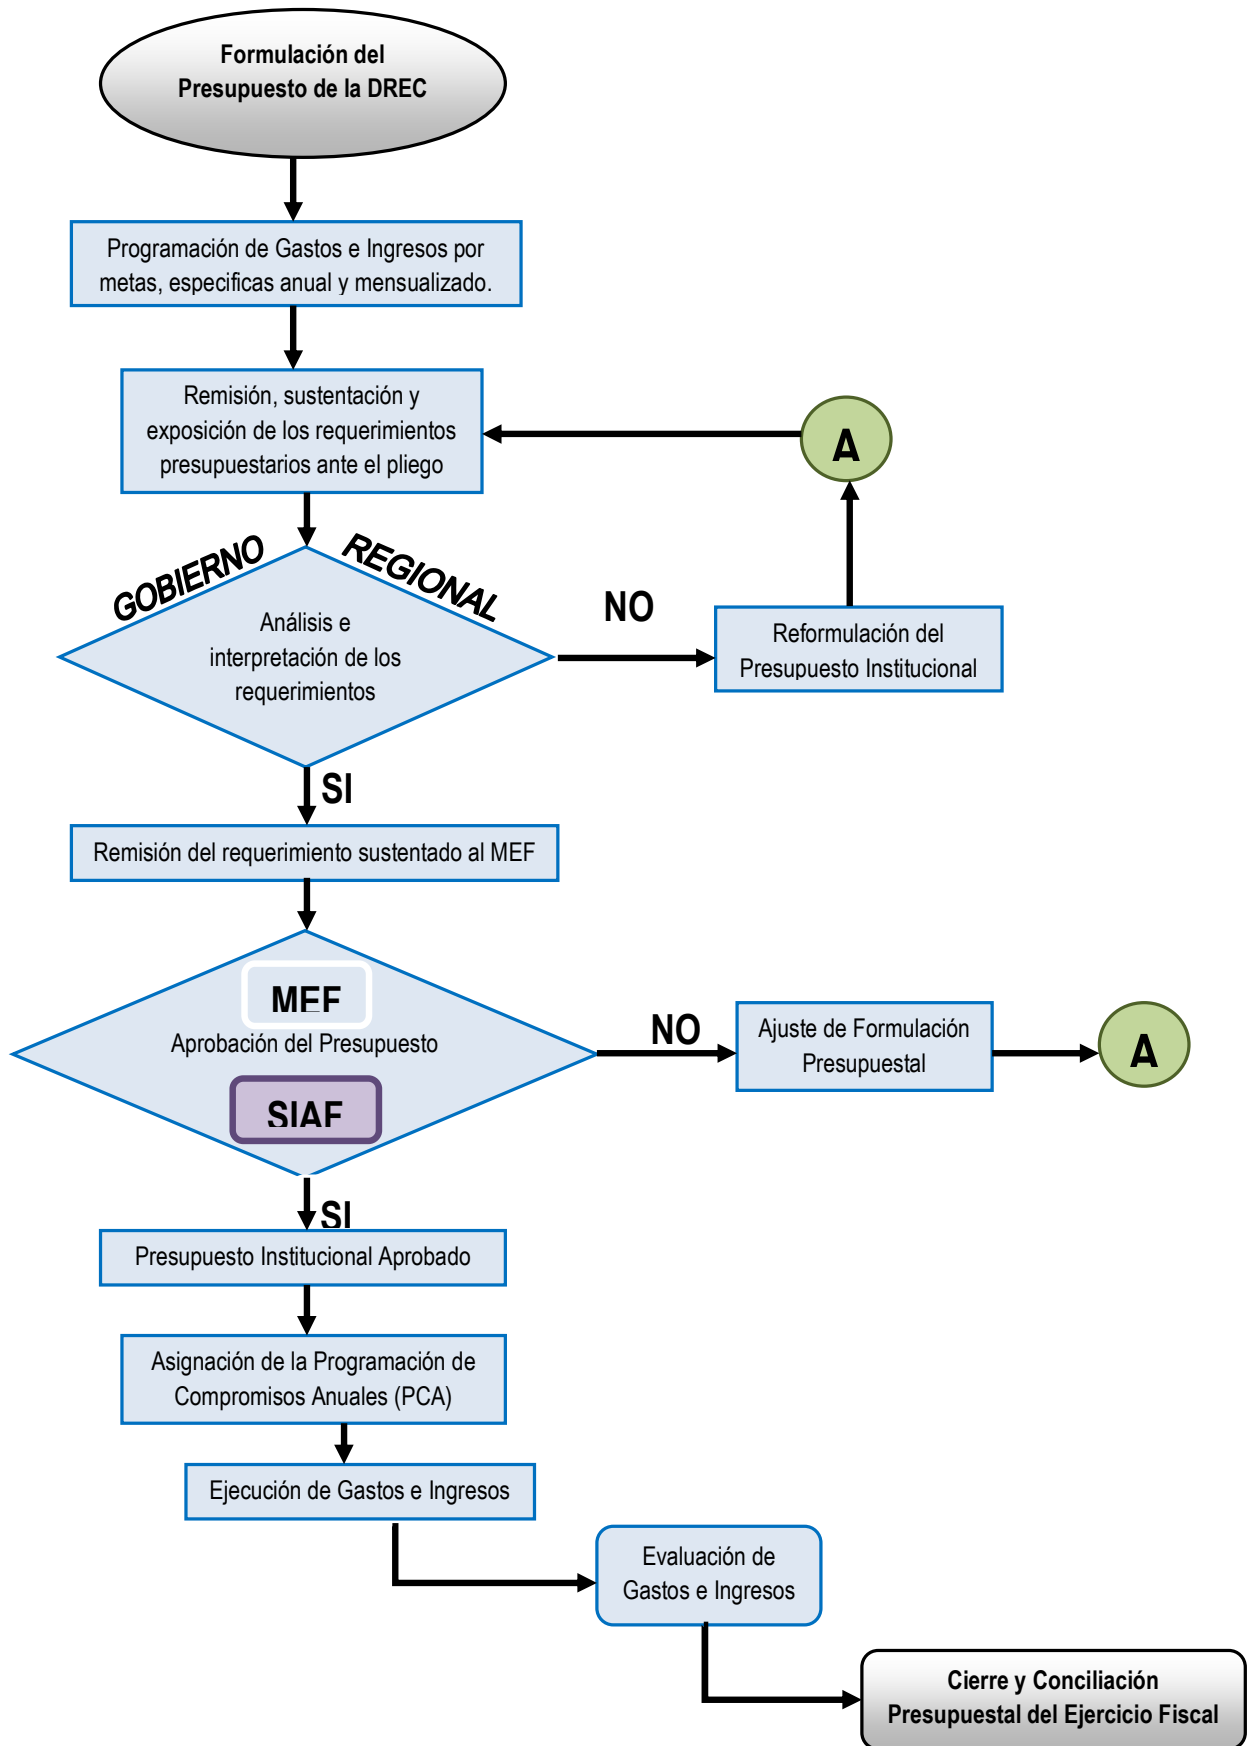 Formulación del
Presupuesto de la DREC
Programación de Gastos e Ingresos por
metas, especificas anual y mensualizado.
Remisión, sustentación y
exposición de los requerimientos
presupuestarios ante el pliego
A
GOBIERNO REGIONAL
Análisis e
interpretación de los
requerimientos
NO
Reformulación del
Presupuesto Institucional
SI
Remisión del requerimiento sustentado al MEF
MEF
Aprobación del Presupuesto
SIAF
NO
Ajuste de Formulación
Presupuestal
A
SI
Presupuesto Institucional Aprobado
Asignación de la Programación de
Compromisos Anuales (PCA)
Ejecución de Gastos e Ingresos
Evaluación de
Gastos e Ingresos
Cierre y Conciliación
Presupuestal del Ejercicio Fiscal